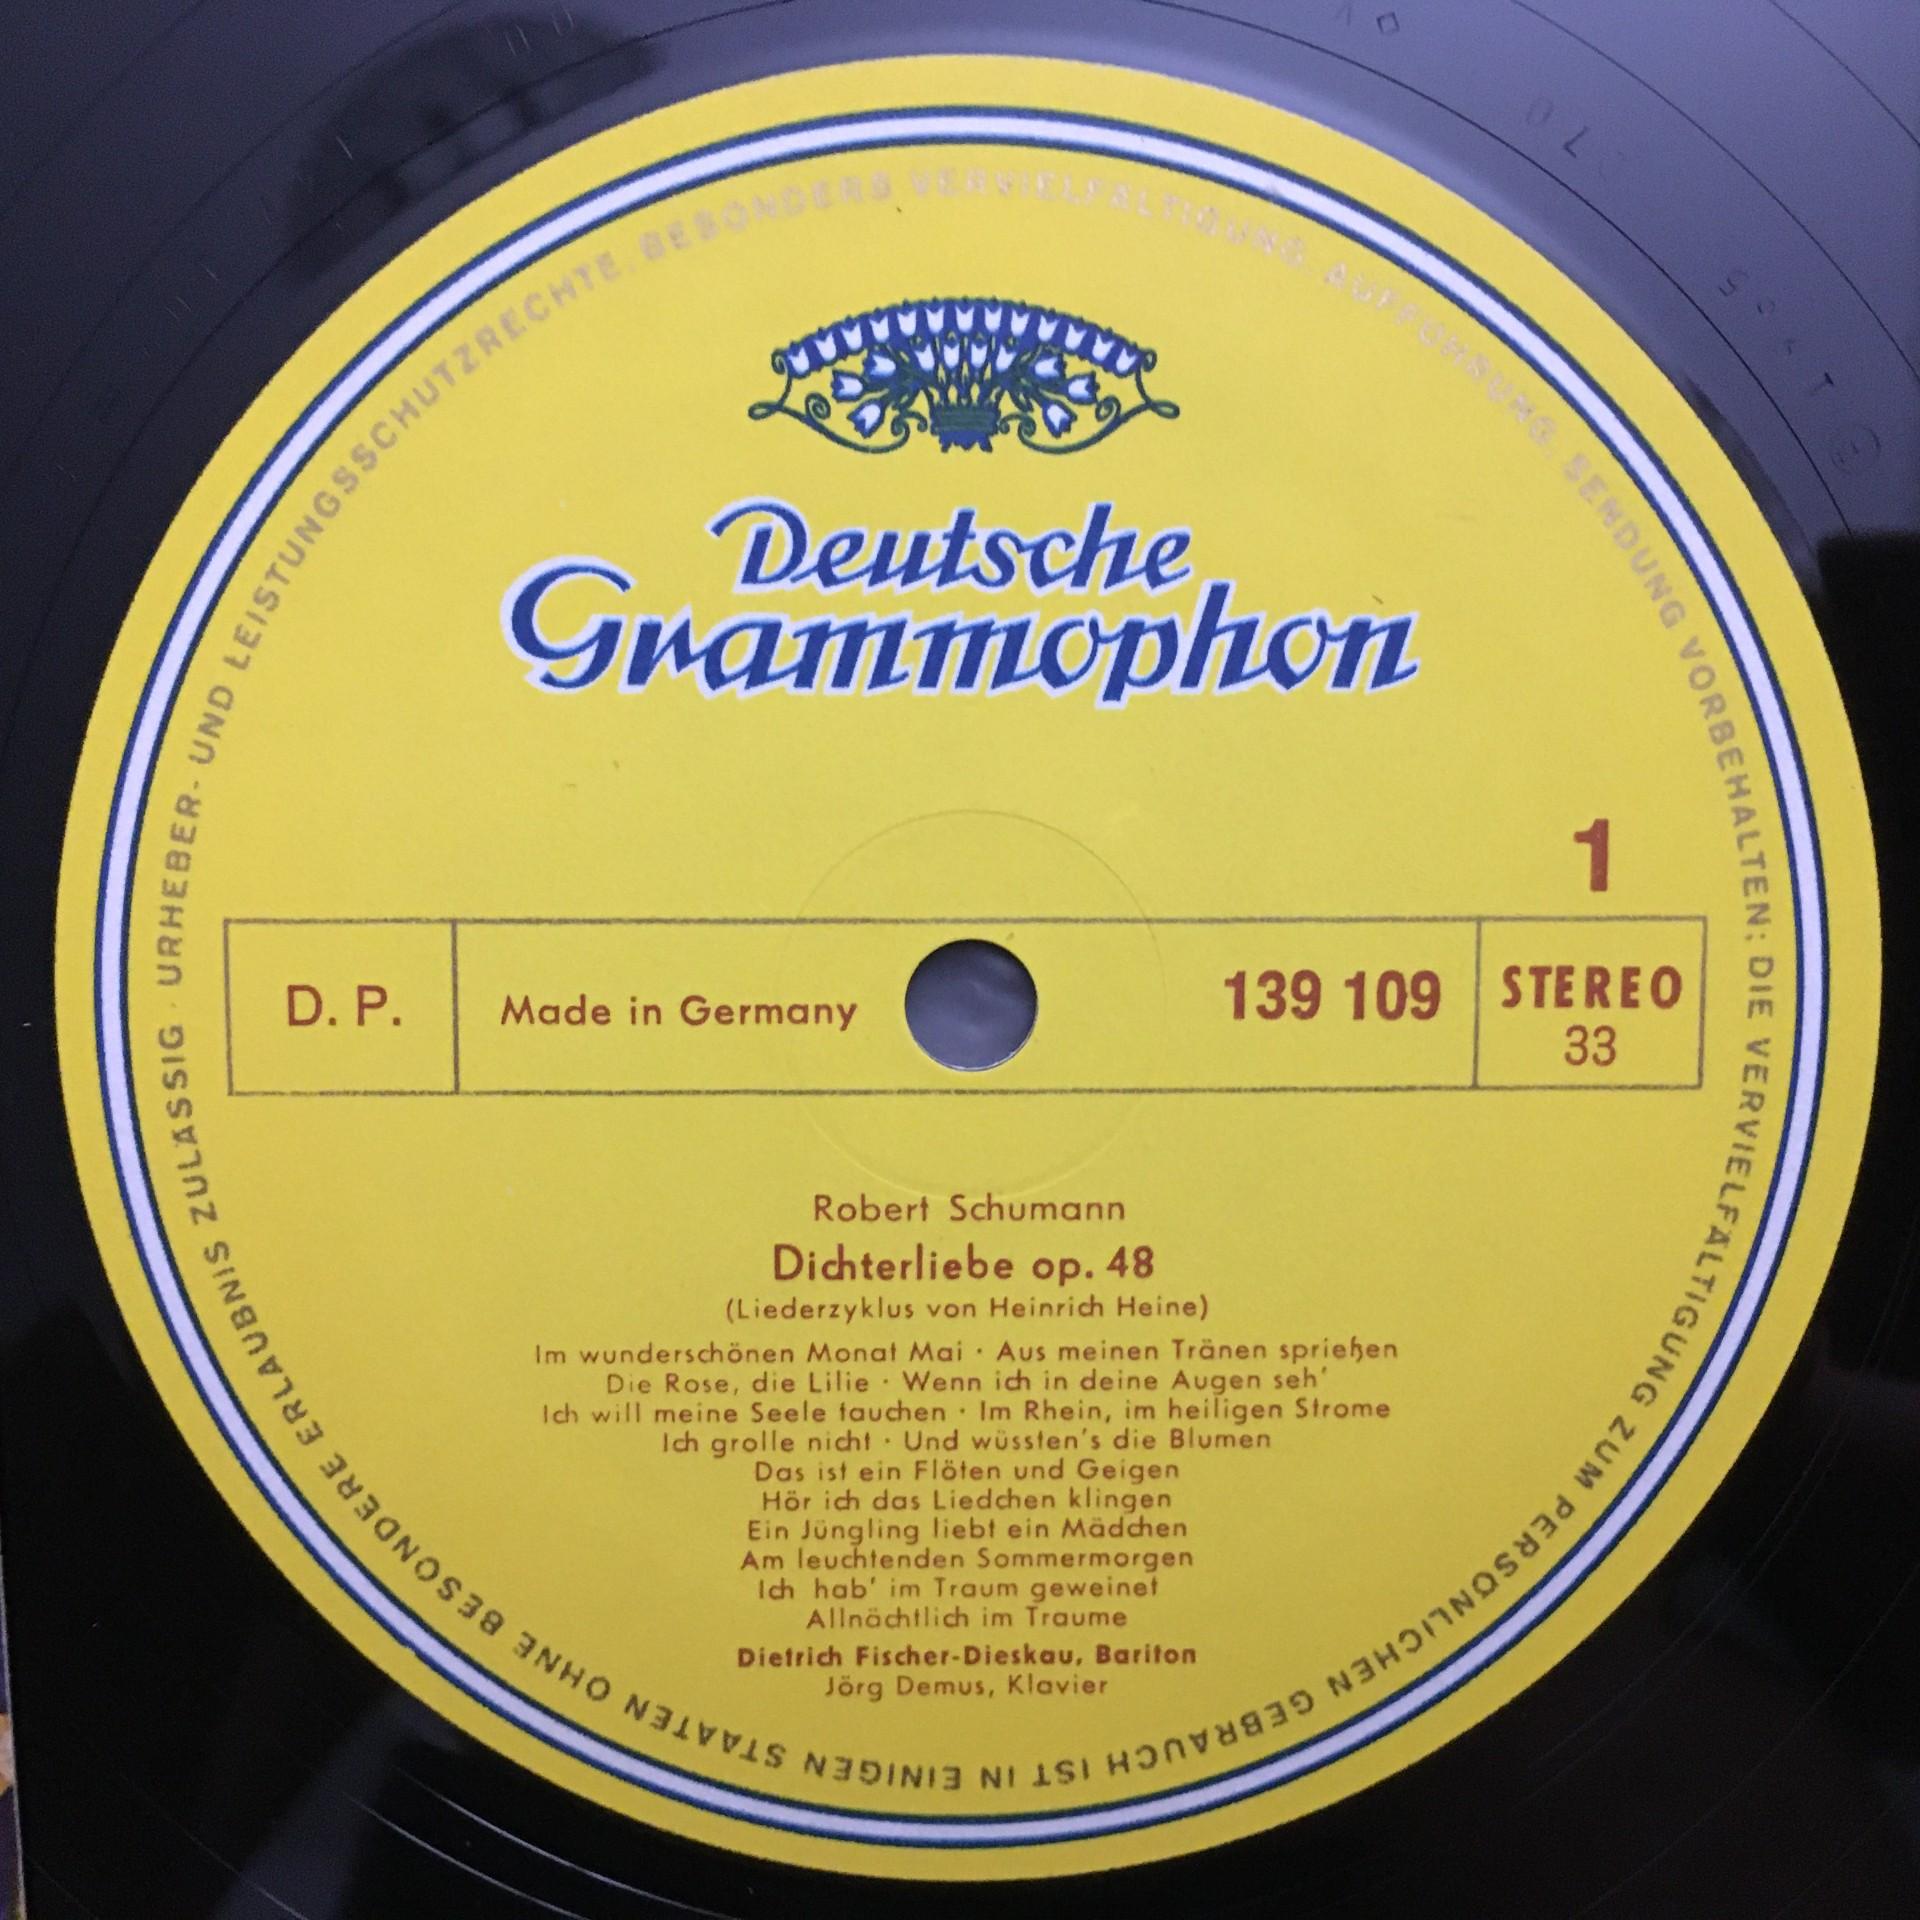 URHEBER- UND LEISTUNGSSCHUTZRECHTE, BESONDERS VERVIELFÄLTIGUNG, AUFFÜHRUNG, SENDUNG VORBEHALTEN; DIE VERVIELFÄLTIGUNG ZUM PERSÖNLICHEN GEBRAUCH IST IN EINIGEN STAATEN OHNE BESONDERE ERLAUBNIS ZULÄSSIG ·
Deutsche
Grammophon
1
D. P.
Made in Germany
139 109
STEREO
33
Robert Schumann
Dichterliebe op. 48
(Liederzyklus von Heinrich Heine)
Im wunderschönen Monat Mai · Aus meinen Tränen sprießen
Die Rose, die Lilie · Wenn ich in deine Augen seh'
Ich will meine Seele tauchen · Im Rhein, im heiligen Strome
Ich grolle nicht · Und wüssten's die Blumen
Das ist ein Flöten und Geigen
Hör ich das Liedchen klingen
Ein Jüngling liebt ein Mädchen
Am leuchtenden Sommermorgen
Ich hab' im Traum geweinet
Allnächtlich im Traume
Dietrich Fischer-Dieskau, Bariton
Jörg Demus, Klavier